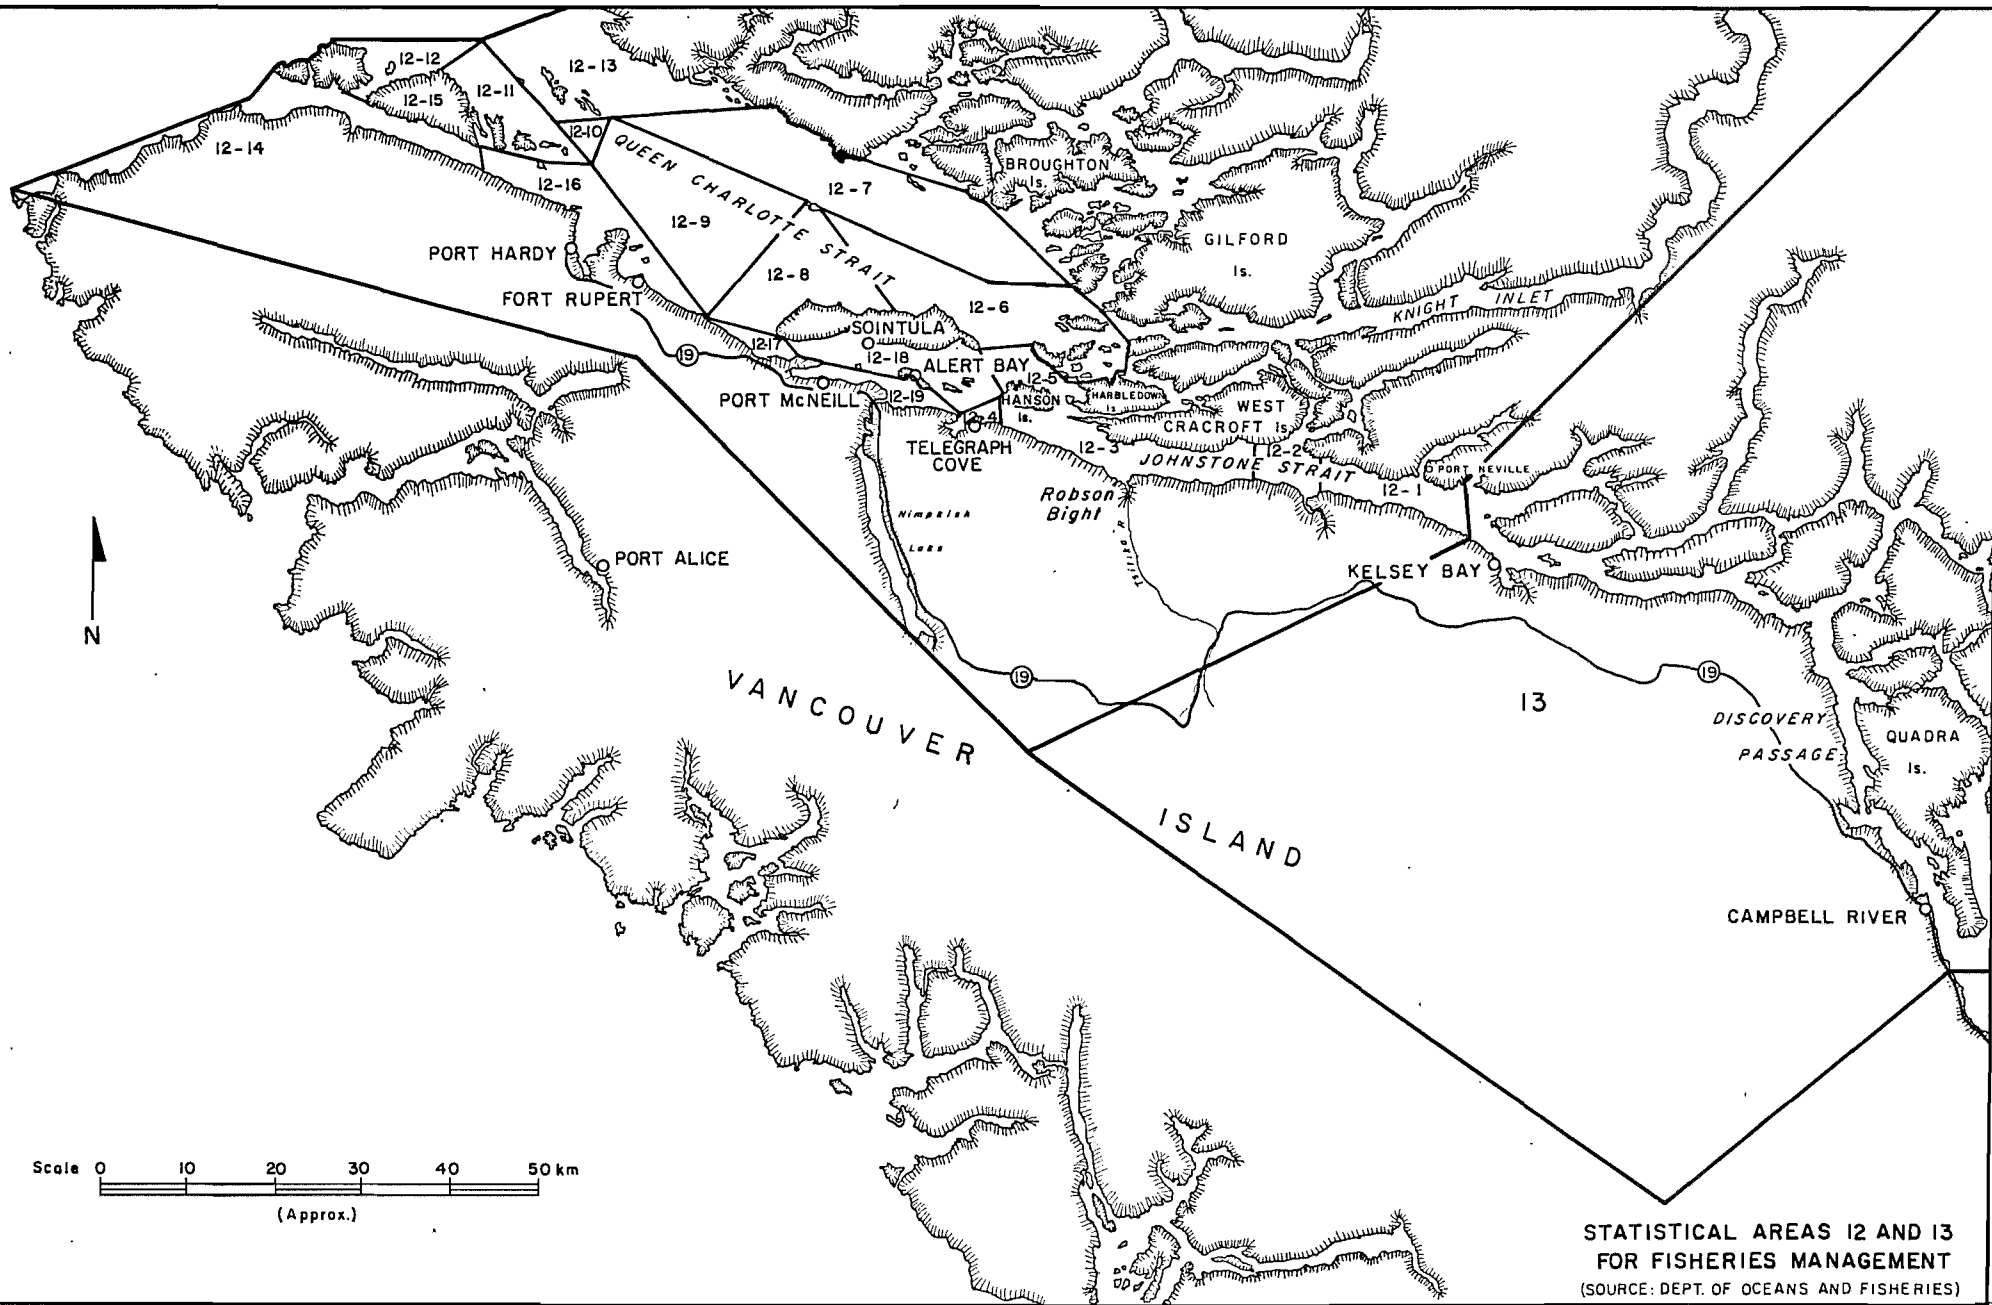 12-12
12-13
12-11
12-15
12-10
12-14
QUEEN CHARLOTTE STRAIT
BROUGHTON
Is.
12-16
12-7
12-9
GILFORD
Is.
PORT HARDY
12-8
FORT RUPERT
12-6
KNIGHT INLET
SOINTULA
12-17
19
12-18
ALERT BAY
12-5
PORT McNEILL
12-19
HANSON
Is.
HARBLEDOWN
Is
WEST
CRACROFT Is.
12-4
TELEGRAPH
COVE
12-3
12-2
JOHNSTONE STRAIT
PORT NEVILLE
12-1
Robson
Bight
Nimpkish
Lake
N
PORT ALICE
KELSEY BAY
19
19
VANCOUVER
13
DISCOVERY
PASSAGE
QUADRA
Is.
ISLAND
CAMPBELL RIVER
Scale 0 10 20 30 40 50 km
(Approx.)
STATISTICAL AREAS 12 AND 13
FOR FISHERIES MANAGEMENT
(SOURCE: DEPT. OF OCEANS AND FISHERIES)